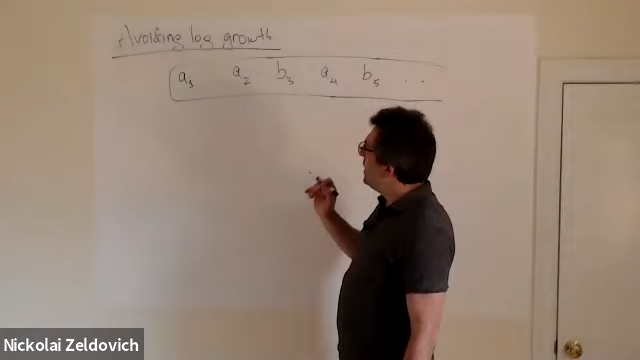 Avoiding log growth
a₁ a₂ b₃ a₄ b₅ ...
Nickolai Zeldovich